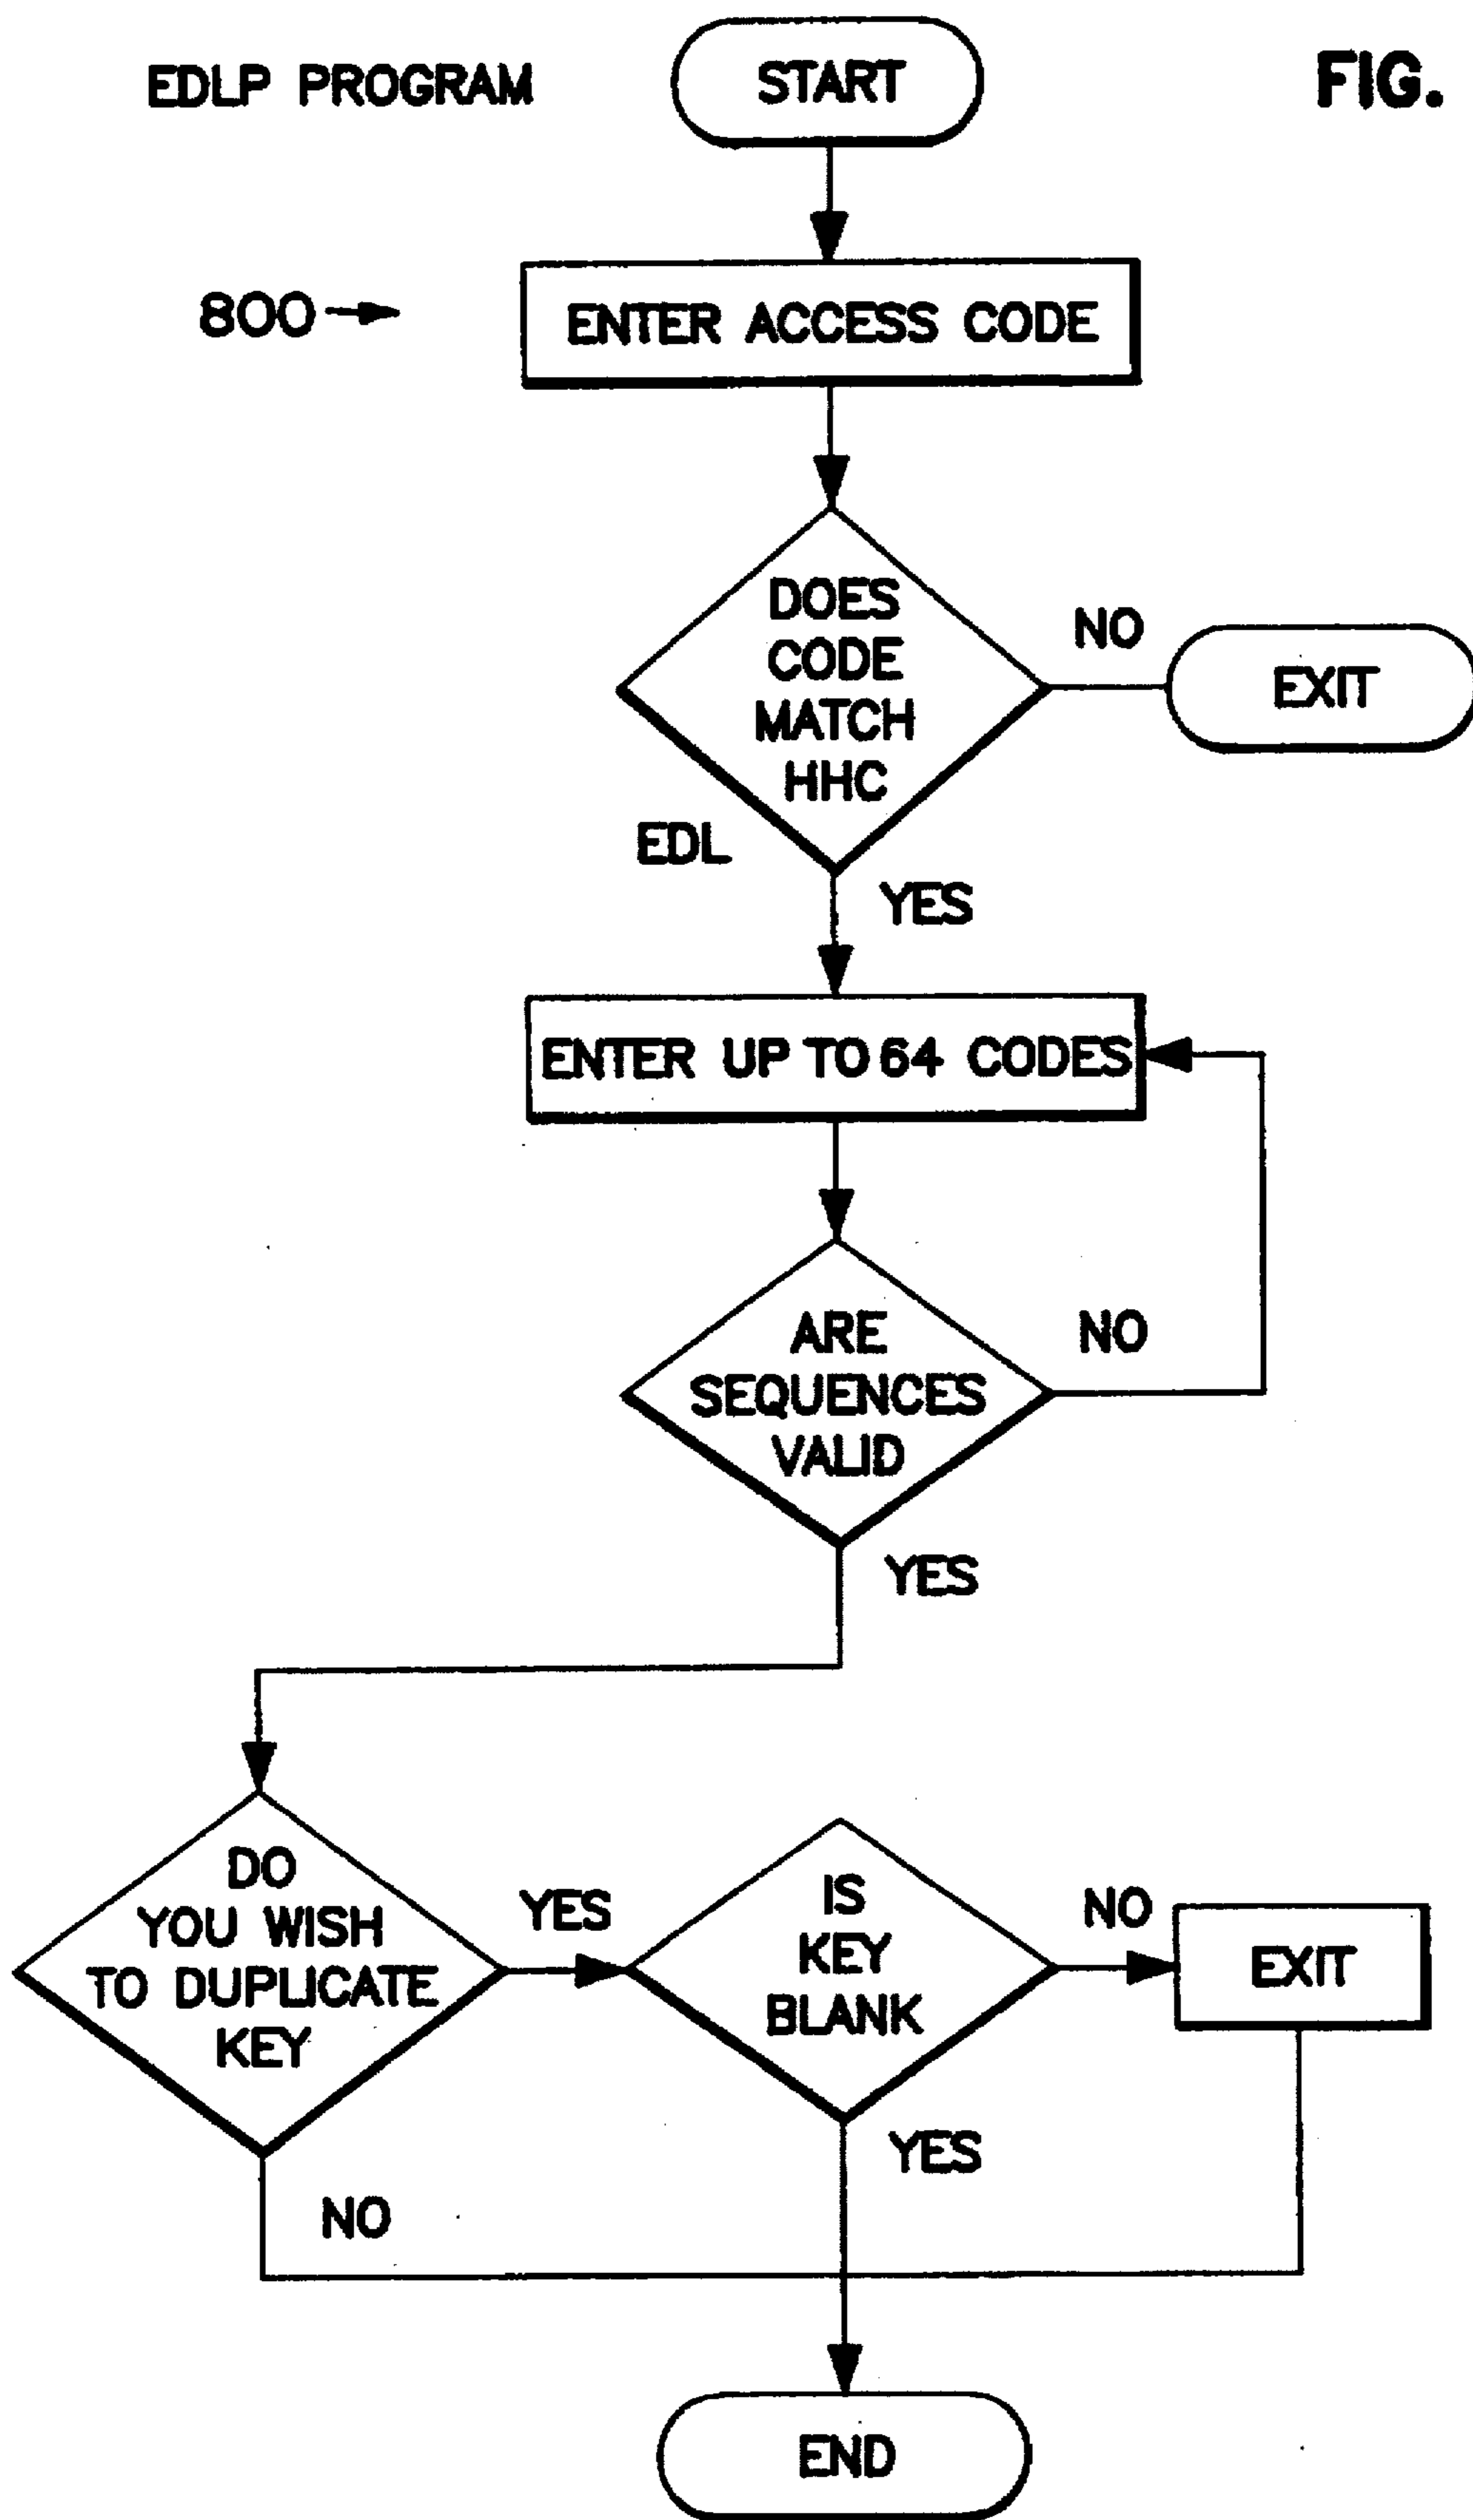 EDLP PROGRAM
START
FIG.
800
ENTER ACCESS CODE
DOES
CODE
MATCH
HHC
NO
EXIT
EDL
YES
ENTER UP TO 64 CODES
ARE
SEQUENCES
VALID
NO
YES
DO
YOU WISH
TO DUPLICATE
KEY
YES
IS
KEY
BLANK
NO
EXIT
YES
NO
END